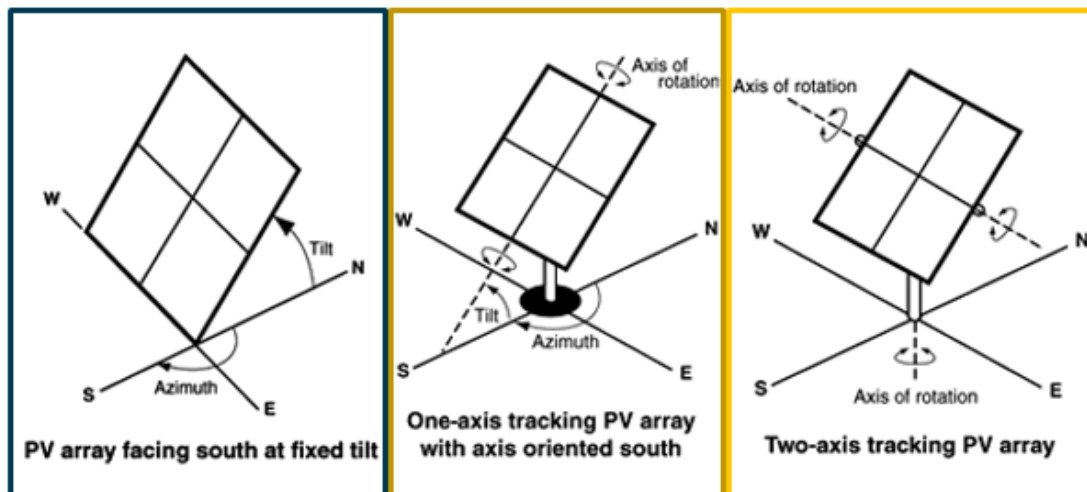 W
Tilt
N
S
Azimuth
E
PV array facing south at fixed tilt
Axis of
rotation
W
N
Tilt
Azimuth
S
E
One-axis tracking PV array
with axis oriented south
Axis of rotation
W
N
S
E
Axis of rotation
Two-axis tracking PV array